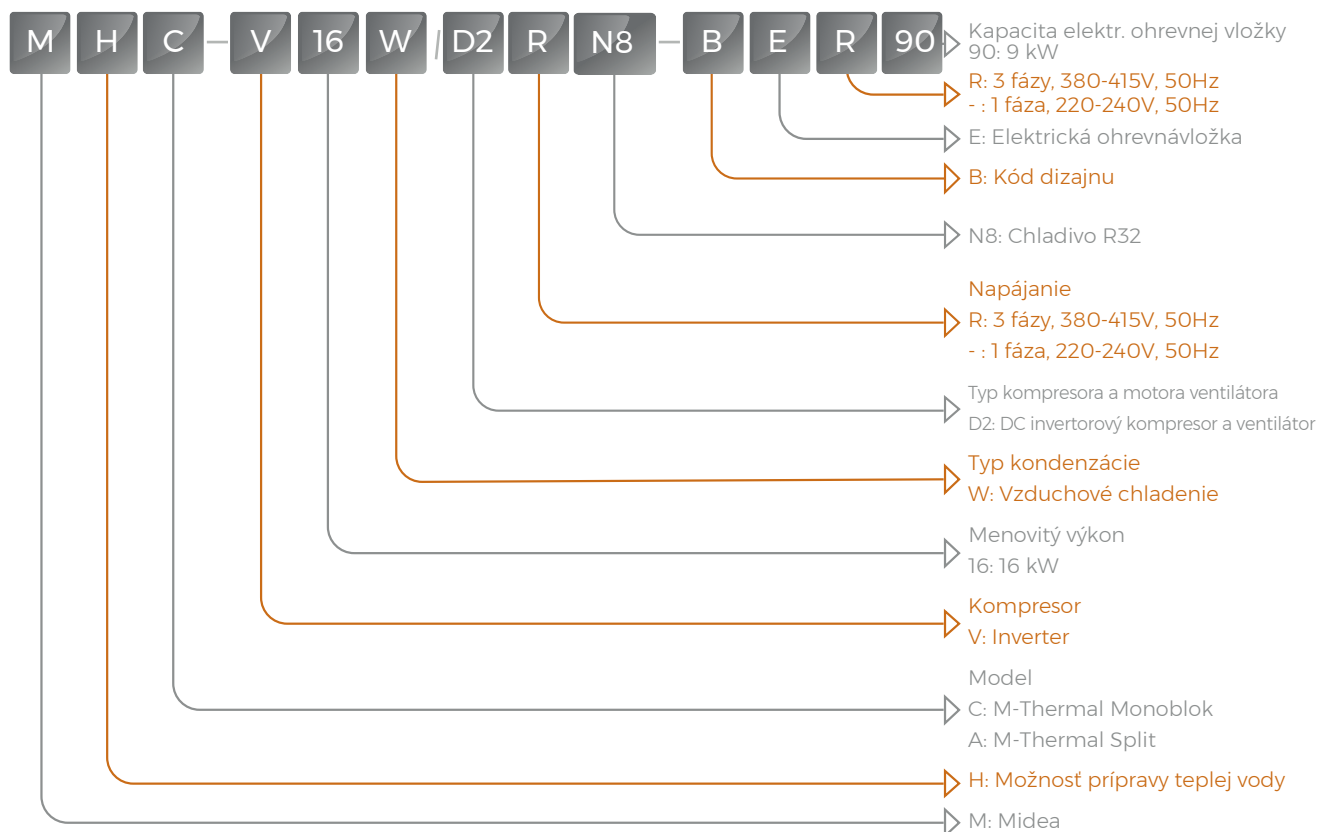 M H C – V 16 W / D2 R N8 – B E R 90
Kapacita elektr. ohrevnej vložky
90: 9 kW
R: 3 fázy, 380-415V, 50Hz
- : 1 fáza, 220-240V, 50Hz
E: Elektrická ohrevnávložka
B: Kód dizajnu
N8: Chladivo R32
Napájanie
R: 3 fázy, 380-415V, 50Hz
- : 1 fáza, 220-240V, 50Hz
Typ kompresora a motora ventilátora
D2: DC invertorový kompresor a ventilátor
Typ kondenzácie
W: Vzduchové chladenie
Menovitý výkon
16: 16 kW
Kompresor
V: Inverter
Model
C: M-Thermal Monoblok
A: M-Thermal Split
H: Možnosť prípravy teplej vody
M: Midea